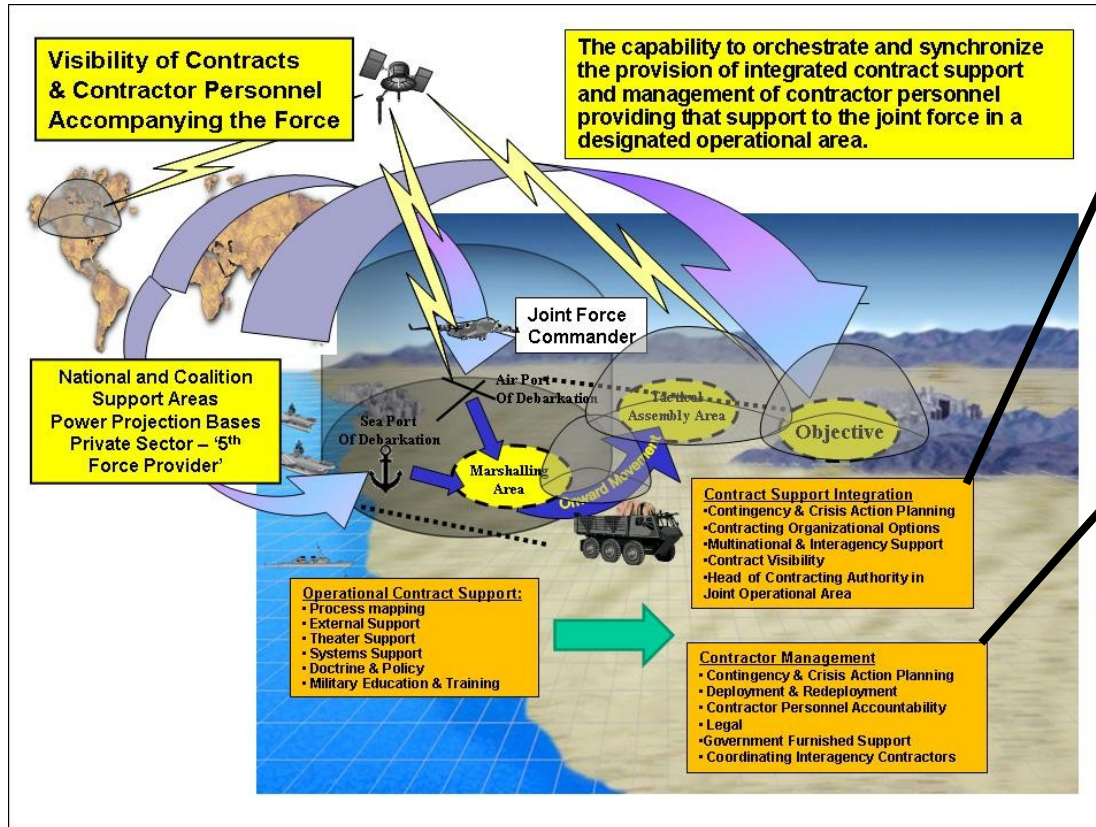 Visibility of Contracts
& Contractor Personnel
Accompanying the Force
The capability to orchestrate and synchronize
the provision of integrated contract support
and management of contractor personnel
providing that support to the joint force in a
designated operational area.
Joint Force
Commander
National and Coalition
Support Areas
Power Projection Bases
Private Sector – '5th
Force Provider'
Air Port
Of Debarkation
Sea Port
Of Debarkation
Marshalling
Area
Onward Movement
Tactical
Assembly Area
Objective
Operational Contract Support:
▪ Process mapping
▪ External Support
▪ Theater Support
▪ Systems Support
▪ Doctrine & Policy
▪ Military Education & Training
Contract Support Integration
•Contingency & Crisis Action Planning
•Contracting Organizational Options
•Multinational & Interagency Support
•Contract Visibility
•Head of Contracting Authority in
Joint Operational Area
Contractor Management
• Contingency & Crisis Action Planning
• Deployment & Redeployment
• Contractor Personnel Accountability
• Legal
•Government Furnished Support
• Coordinating Interagency Contractors